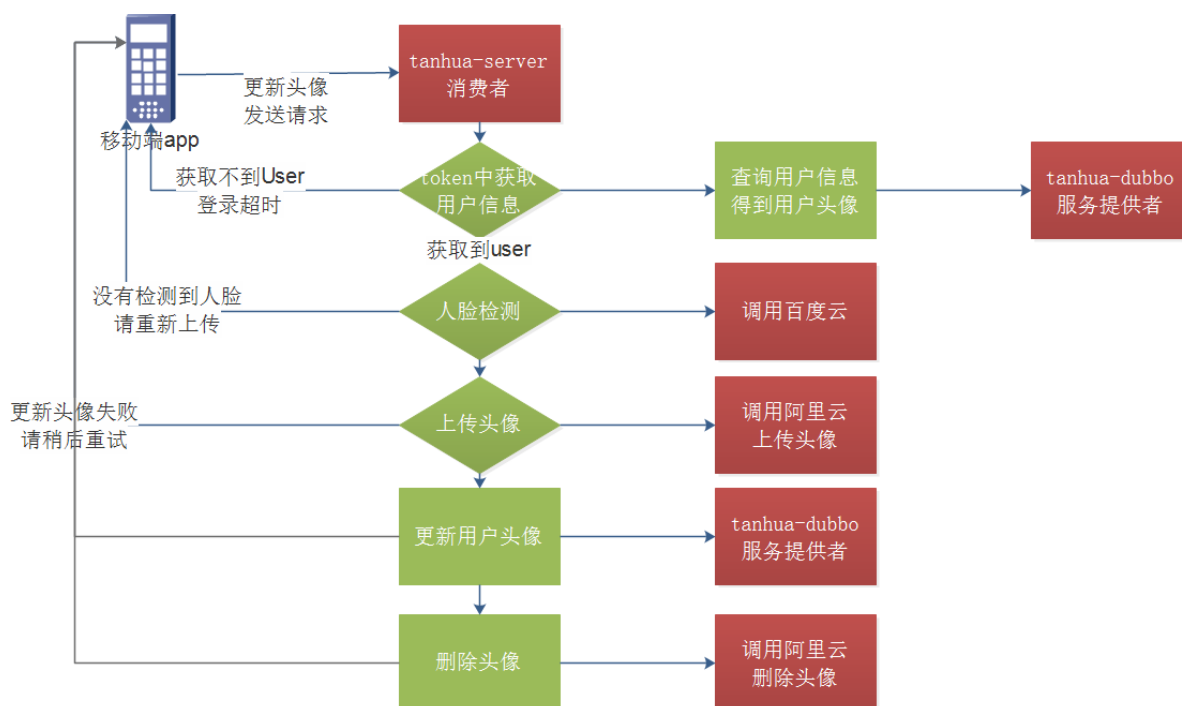 tanhua-server
消费者
更新头像
发送请求
移动端app
获取不到User
登录超时
token中获取
用户信息
查询用户信息
得到用户头像
tanhua-dubbo
服务提供者
获取到user
没有检测到人脸
请重新上传
人脸检测
调用百度云
更新头像失败
请稍后重试
上传头像
调用阿里云
上传头像
更新用户头像
tanhua-dubbo
服务提供者
删除头像
调用阿里云
删除头像